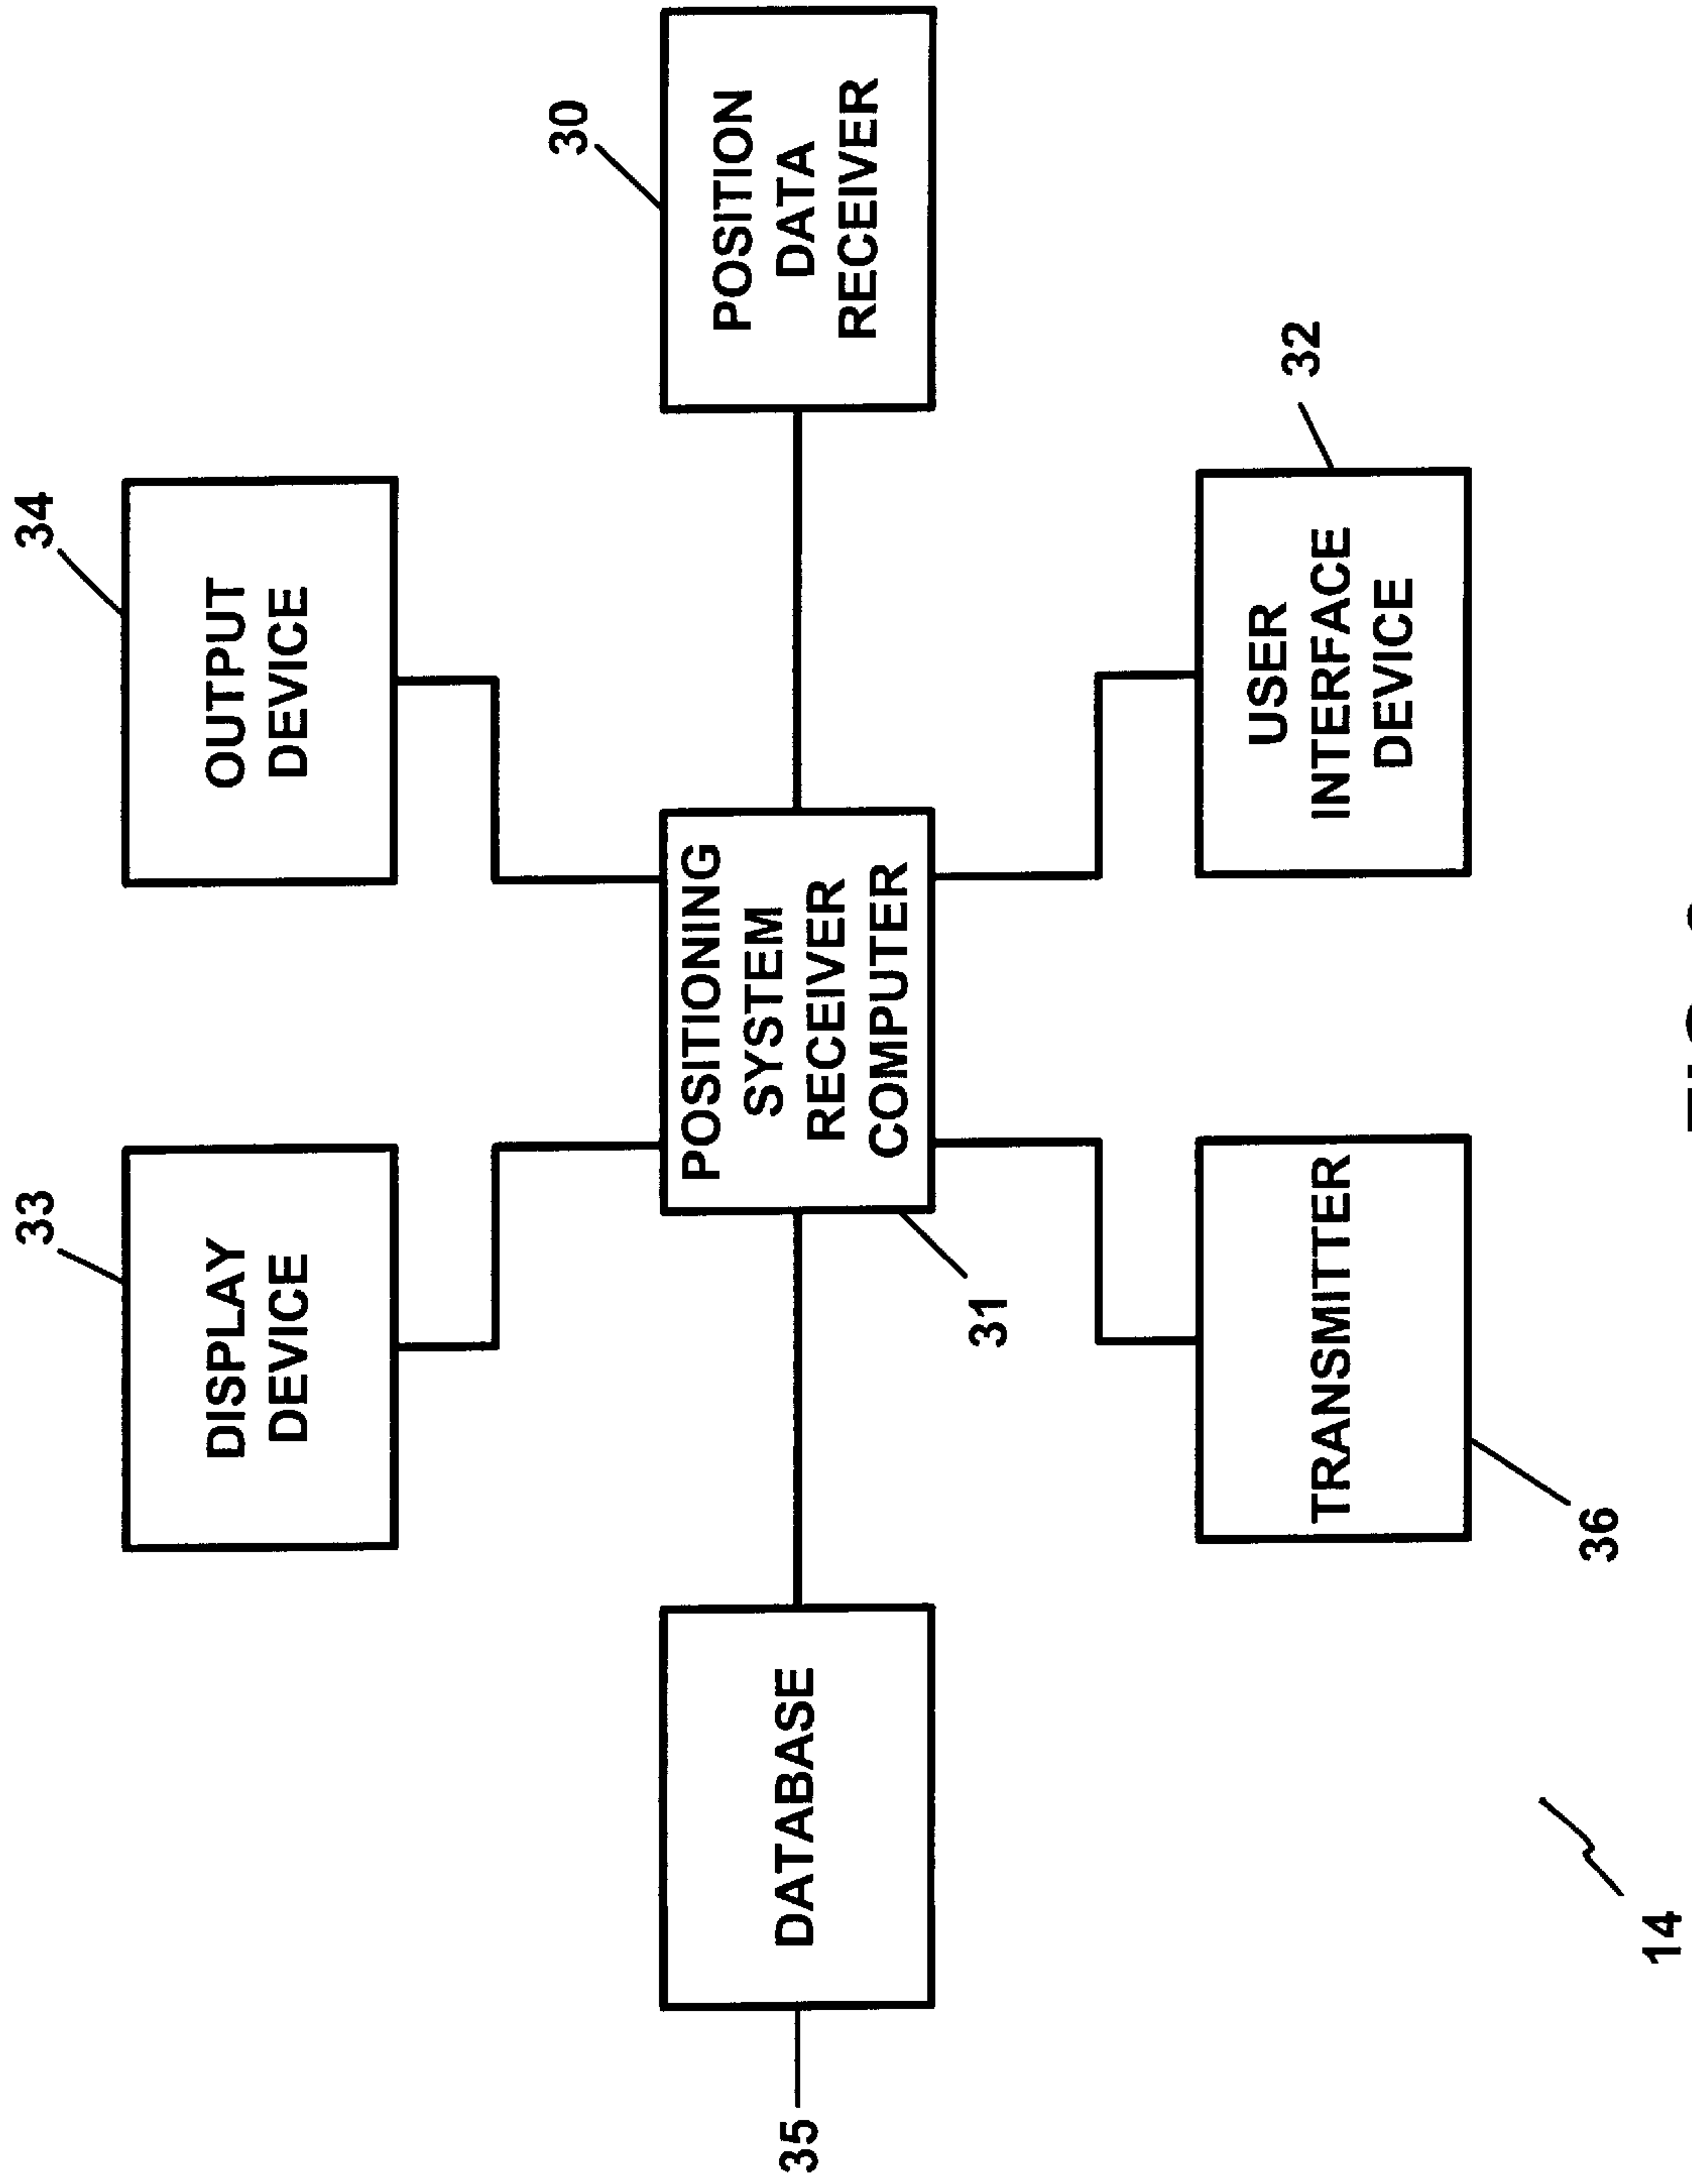 33
34
DISPLAY
DEVICE
OUTPUT
DEVICE
30
35
DATABASE
POSITIONING
SYSTEM
RECEIVER
COMPUTER
POSITION
DATA
RECEIVER
31
32
TRANSMITTER
USER
INTERFACE
DEVICE
36
14